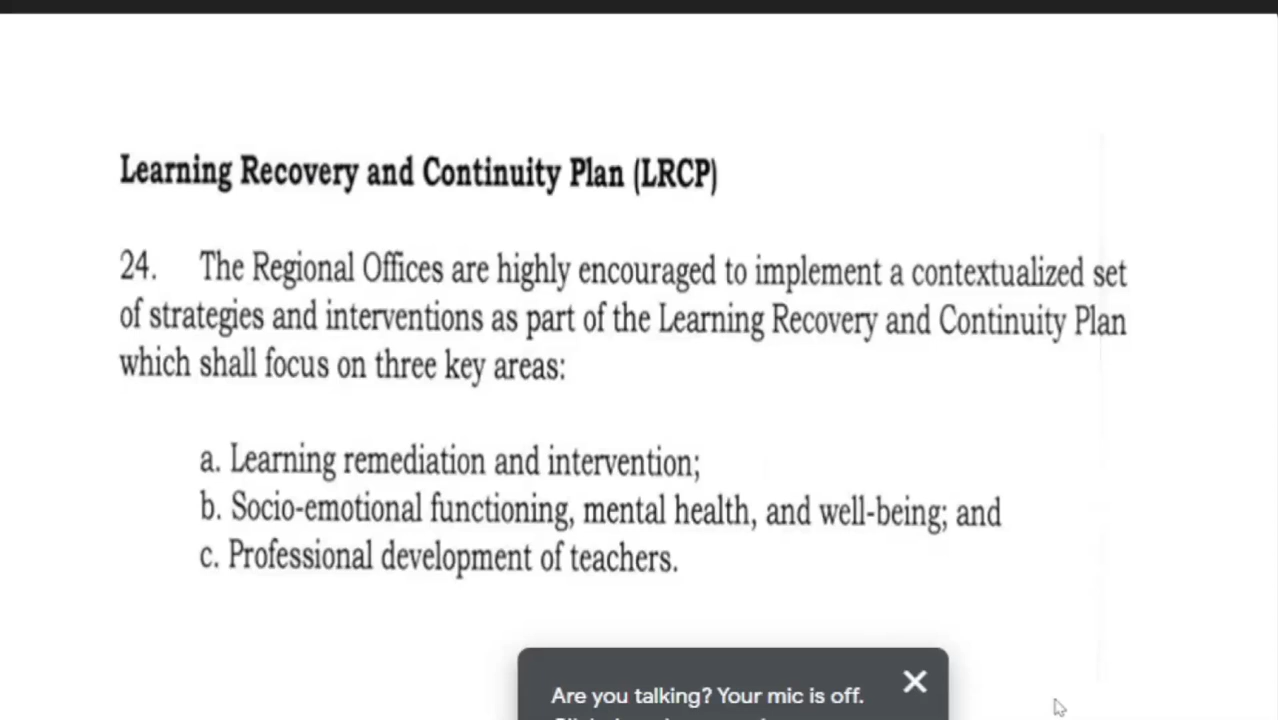 Learning Recovery and Continuity Plan (LRCP)
24. The Regional Offices are highly encouraged to implement a contextualized set
of strategies and interventions as part of the Learning Recovery and Continuity Plan
which shall focus on three key areas:
a. Learning remediation and intervention;
b. Socio-emotional functioning, mental health, and well-being; and
c. Professional development of teachers.
Are you talking? Your mic is off.